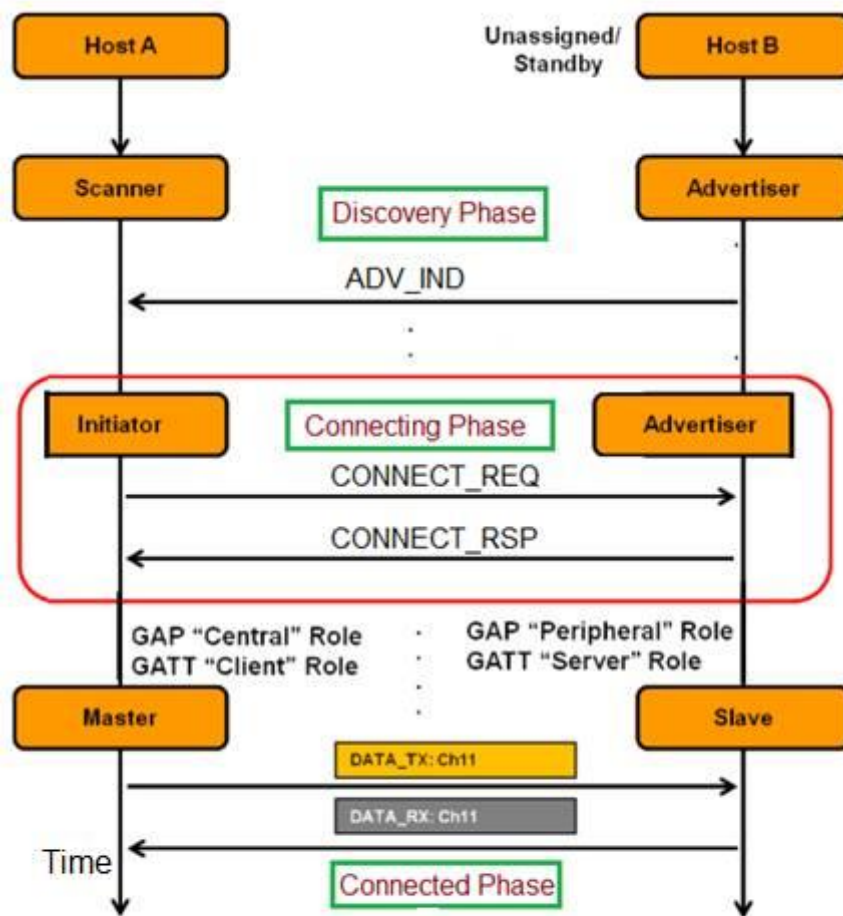 Host A
Unassigned/
Standby
Host B
Scanner
Advertiser
Discovery Phase
ADV_IND
Initiator
Connecting Phase
Advertiser
CONNECT_REQ
CONNECT_RSP
GAP “Central” Role
GATT “Client” Role
GAP “Peripheral” Role
GATT “Server” Role
Master
Slave
DATA_TX: Ch11
DATA_RX: Ch11
Time
Connected Phase